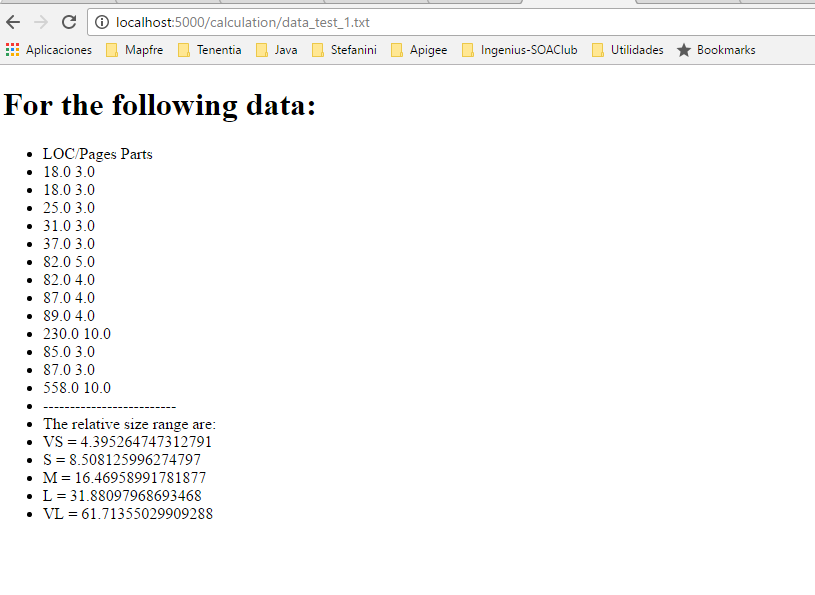 localhost:5000/calculation/data_test_1.txt
Aplicaciones Mapfre Tenentia Java Stefanini Apigee Ingenius-SOAClub Utilidades Bookmarks
For the following data:
LOC/Pages Parts
18.0 3.0
18.0 3.0
25.0 3.0
31.0 3.0
37.0 3.0
82.0 5.0
82.0 4.0
87.0 4.0
89.0 4.0
230.0 10.0
85.0 3.0
87.0 3.0
558.0 10.0
-------------------------
The relative size range are:
VS = 4.395264747312791
S = 8.508125996274797
M = 16.46958991781877
L = 31.88097968693468
VL = 61.71355029909288